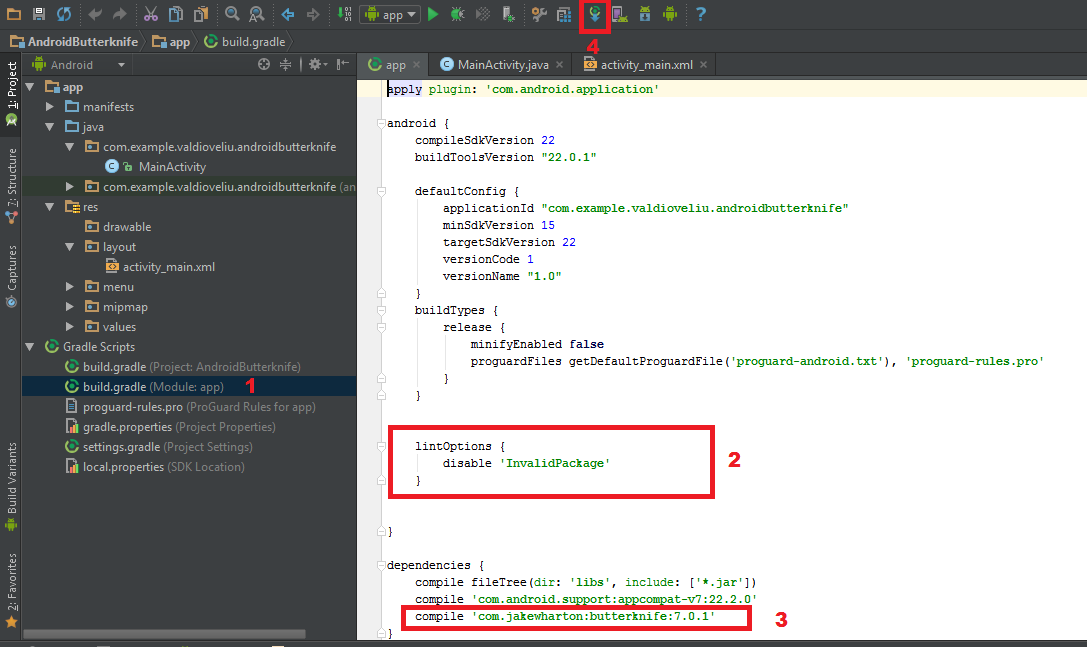 app
?
4
AndroidButterknife app build.gradle
1: Project
7: Structure
Captures
Build Variants
2: Favorites
Android
app
manifests
java
com.example.valdioveliu.androidbutterknife
MainActivity
com.example.valdioveliu.androidbutterknife (an
res
drawable
layout
activity_main.xml
menu
mipmap
values
Gradle Scripts
build.gradle (Project: AndroidButterknife)
build.gradle (Module: app) 1
proguard-rules.pro (ProGuard Rules for app)
gradle.properties (Project Properties)
settings.gradle (Project Settings)
local.properties (SDK Location)
app MainActivity.java activity_main.xml
apply plugin: 'com.android.application'
android {
compileSdkVersion 22
buildToolsVersion "22.0.1"
defaultConfig {
applicationId "com.example.valdioveliu.androidbutterknife"
minSdkVersion 15
targetSdkVersion 22
versionCode 1
versionName "1.0"
}
buildTypes {
release {
minifyEnabled false
proguardFiles getDefaultProguardFile('proguard-android.txt'), 'proguard-rules.pro'
}
}
lintOptions {
disable 'InvalidPackage'
}
2
}
dependencies {
compile fileTree(dir: 'libs', include: ['*.jar'])
compile 'com.android.support:appcompat-v7:22.2.0'
compile 'com.jakewharton:butterknife:7.0.1'
3
}